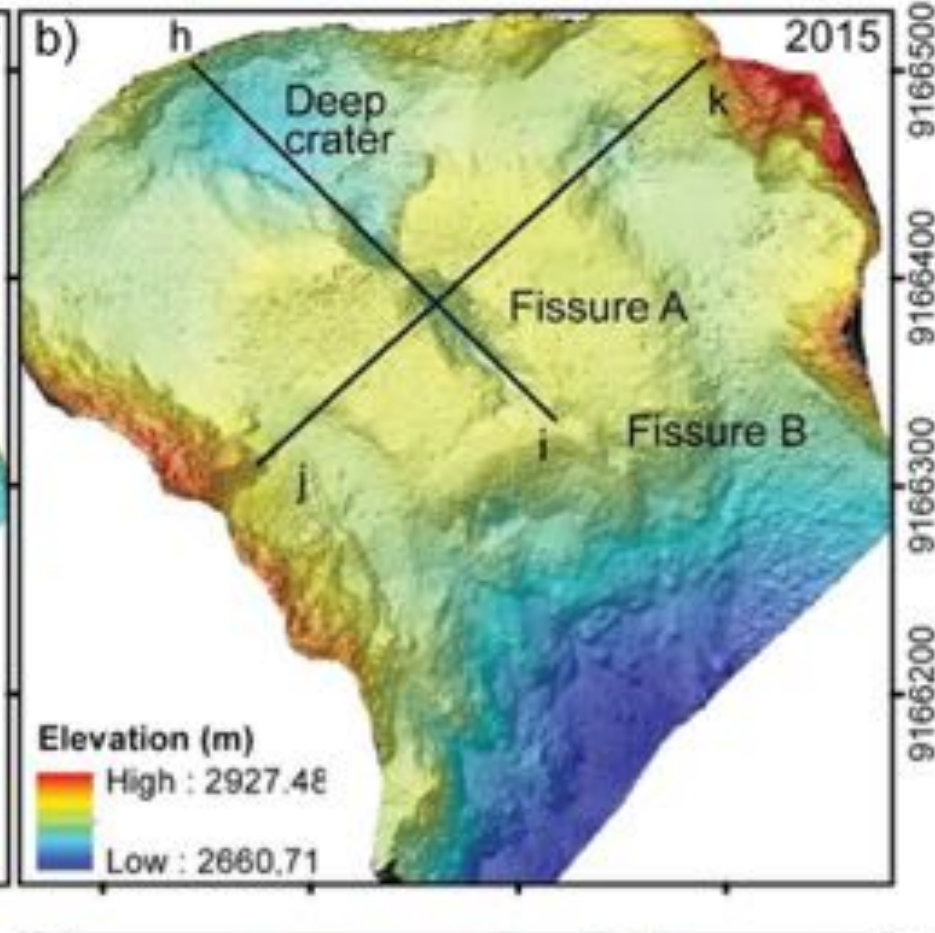 b)
h
2015
Deep
crater
k
Fissure A
Fissure B
i
j
Elevation (m)
High : 2927.48
Low : 2660,71
9166500
9166400
9166300
9166200